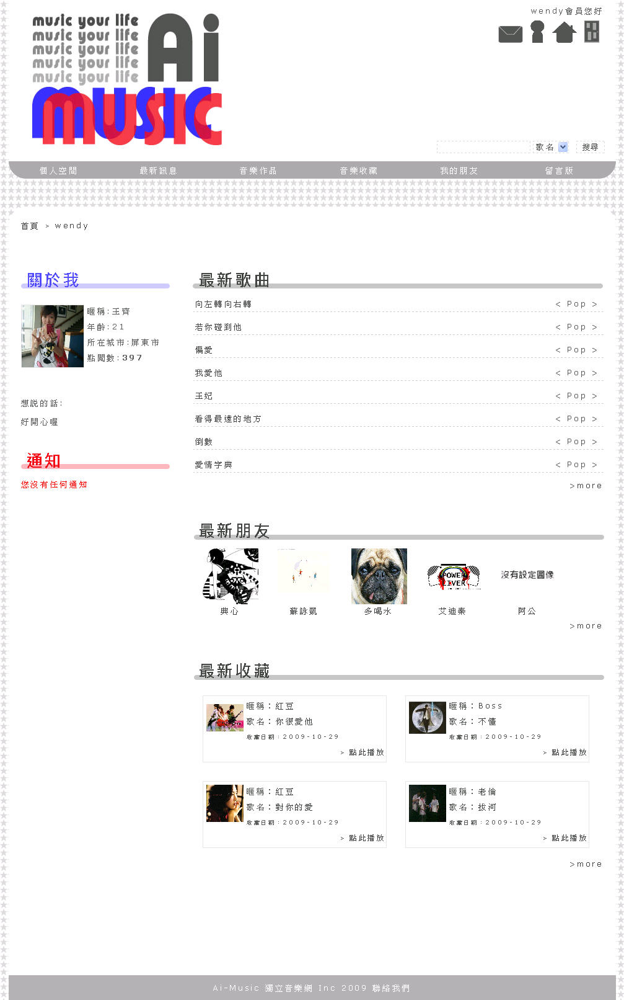 wendy會員您好
music your life
music your life
music your life
music your life
music your life
Ai
MUSIC
歌名
搜尋
個人空間 最新訊息 音樂作品 音樂收藏 我的朋友 留言版
首頁 > wendy
關於我
暱稱:王齊
年齡:21
所在城市:屏東市
點閱數:397
想說的話:
好開心喔
通知
您沒有任何通知
最新歌曲
向左轉向右轉 < Pop >
若你碰到他 < Pop >
偏愛 < Pop >
我愛他 < Pop >
王妃 < Pop >
看得最遠的地方 < Pop >
倒數 < Pop >
愛情字典 < Pop >
>more
最新朋友
POWER
LIVER
沒有設定圖像
典心 蘇詠凱 多喝水 艾迪秦 阿公
>more
最新收藏
暱稱：紅豆
歌名：你很愛他
收藏日期：2009-10-29
> 點此播放
暱稱：Boss
歌名：不懂
收藏日期：2009-10-29
> 點此播放
暱稱：紅豆
歌名：對你的愛
收藏日期：2009-10-29
> 點此播放
暱稱：老倫
歌名：拔河
收藏日期：2009-10-29
> 點此播放
>more
Ai-Music 獨立音樂網 Inc 2009 聯絡我們